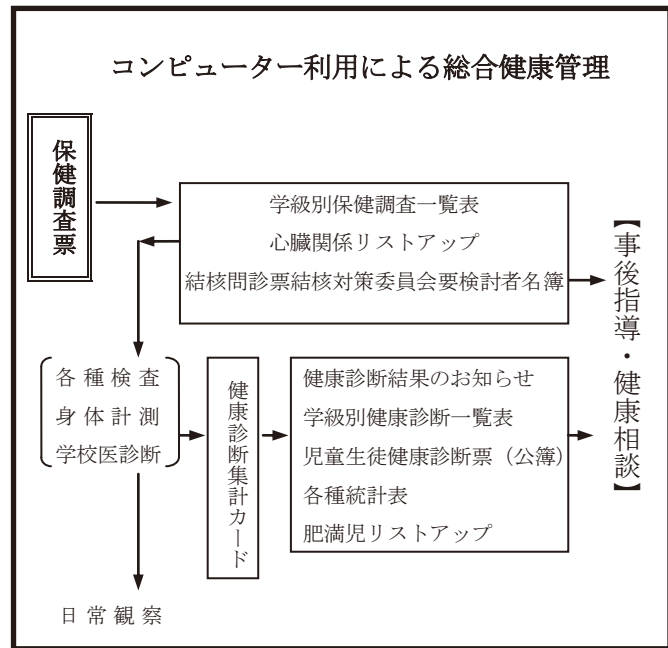 コンピューター利用による総合健康管理
保健調査票
学級別保健調査一覧表
心臓関係リストアップ
結核問診票結核対策委員会要検討者名簿
【事後指導・健康相談】
各種検査
身体計測
学校医診断
健康診断集計カード
健康診断結果のお知らせ
学級別健康診断一覧表
児童生徒健康診断票（公簿）
各種統計表
肥満児リストアップ
日常観察